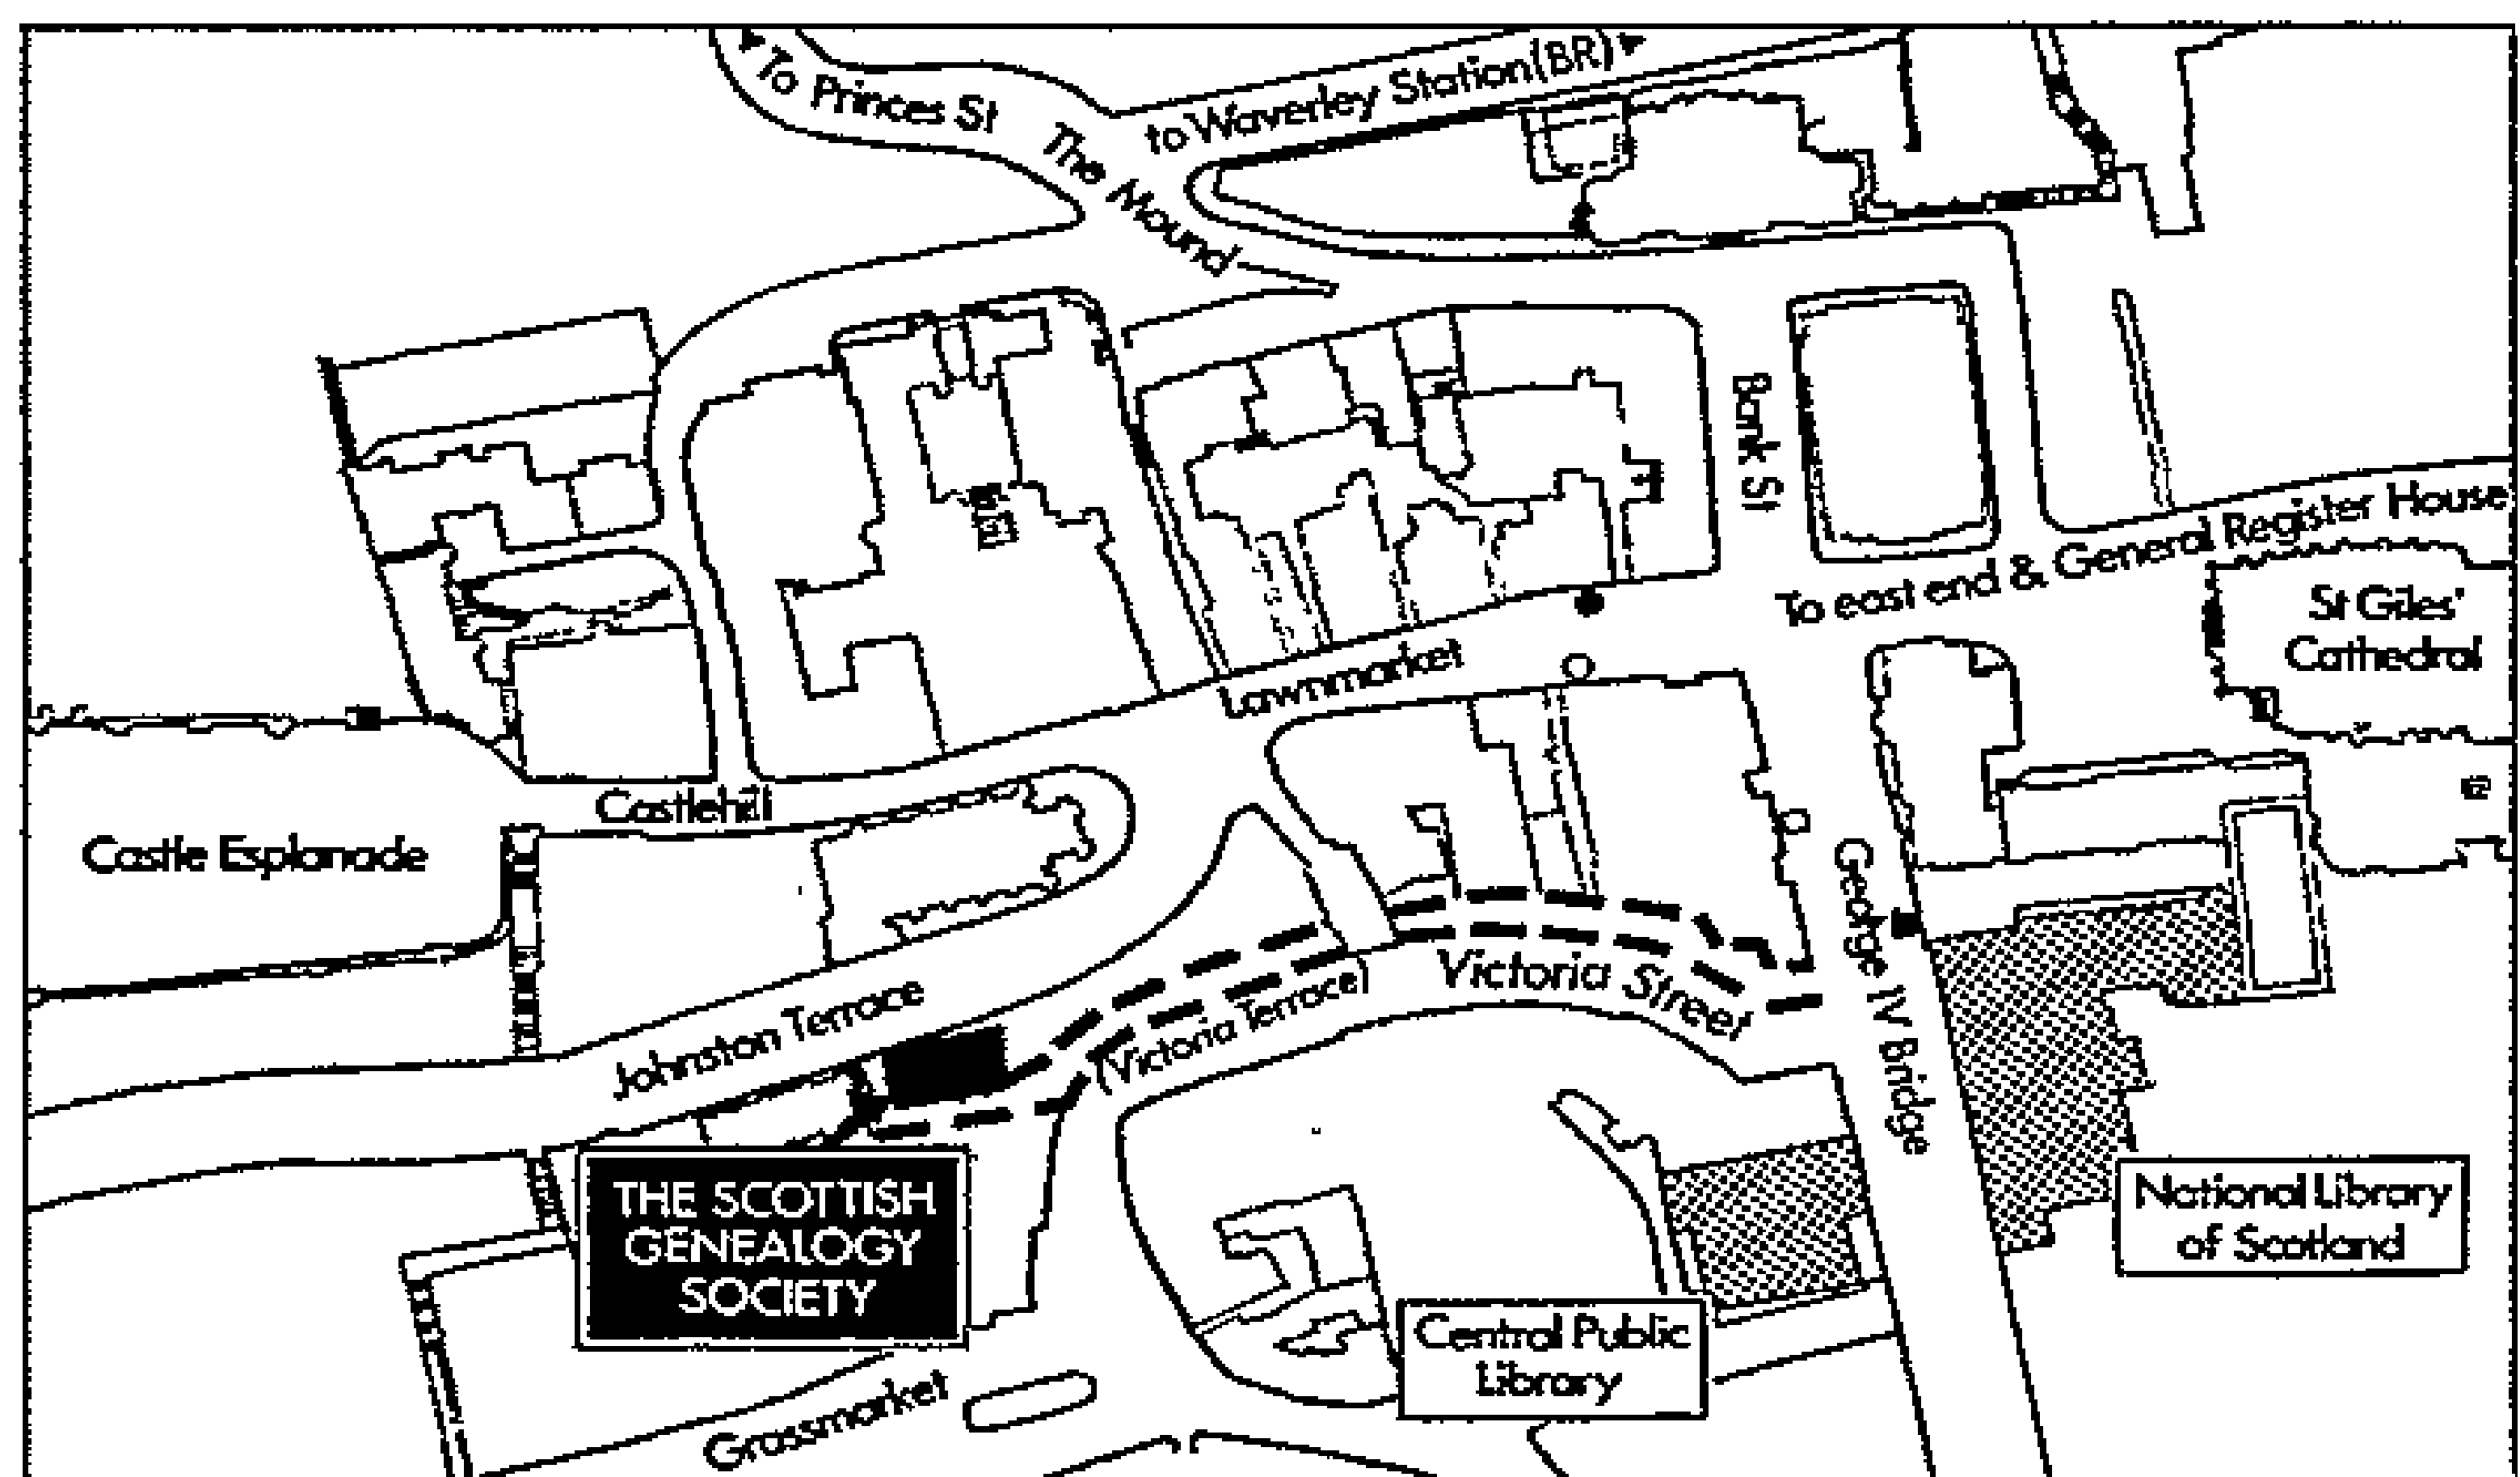 To Princes St
to Waverley Station (BR)
The Mound
Bank St
To east end & General Register House
St Giles'
Cathedral
Lawnmarket
Castlehill
Castle Esplanade
George IV Bridge
Victoria Street
(Victoria Terrace)
Johnston Terrace
THE SCOTTISH
GENEALOGY
SOCIETY
National Library
of Scotland
Central Public
Library
Grassmarket